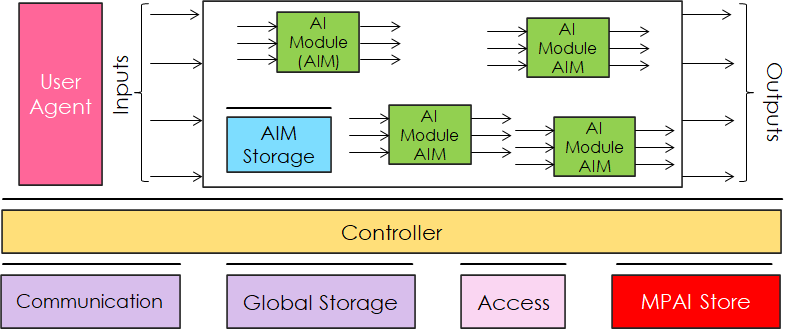 User
Agent
Inputs
AI
Module
(AIM)
AI
Module
AIM
AIM
Storage
AI
Module
AIM
AI
Module
AIM
Outputs
Controller
Communication
Global Storage
Access
MPAI Store